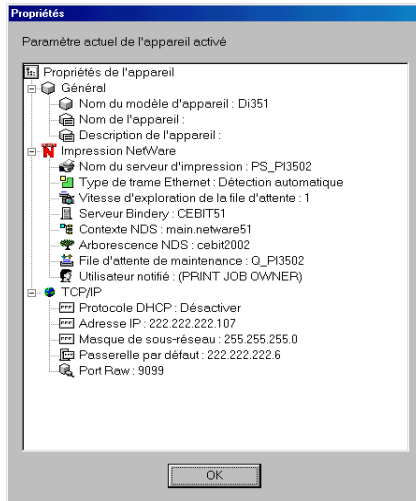 Propriétés
Paramètre actuel de l'appareil activé
Propriétés de l'appareil
Général
Nom du modèle d'appareil : Di351
Nom de l'appareil :
Description de l'appareil :
Impression NetWare
Nom du serveur d'impression : PS_PI3502
Type de trame Ethernet : Détection automatique
Vitesse d'exploration de la file d'attente : 1
Serveur Bindery : CEBIT51
Contexte NDS : main.netware51
Arborescence NDS : cebit2002
File d'attente de maintenance : Q_PI3502
Utilisateur notifié : (PRINT JOB OWNER)
TCP/IP
Protocole DHCP : Désactiver
Adresse IP : 222.222.222.107
Masque de sous-réseau : 255.255.255.0
Passerelle par défaut : 222.222.222.6
Port Raw : 9099
OK